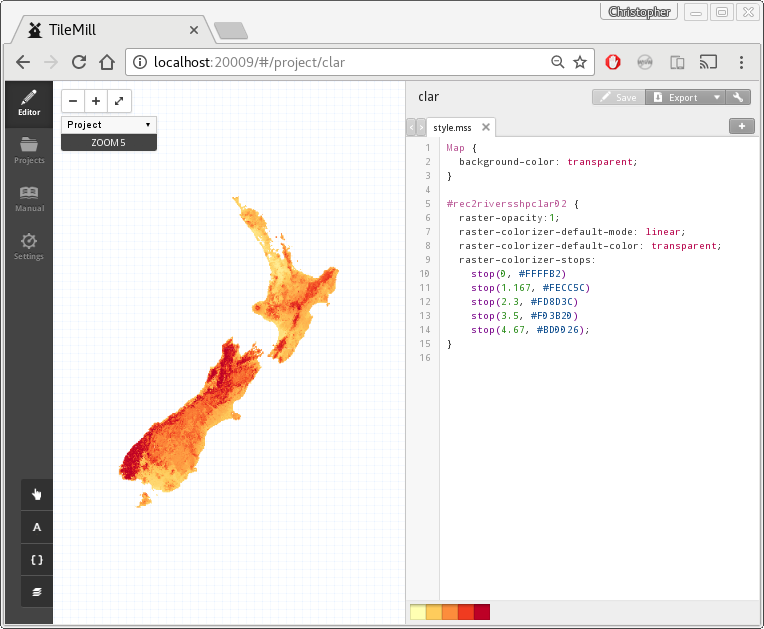 Christopher
TileMill
localhost:20009/#/project/clar
Editor
Projects
Manual
Settings
A
{ }
Project
ZOOM 5
clar
Save
Export
style.mss
1 Map {
2 background-color: transparent;
3 }
4
5 #rec2riversshpclar02 {
6 raster-opacity:1;
7 raster-colorizer-default-mode: linear;
8 raster-colorizer-default-color: transparent;
9 raster-colorizer-stops:
10 stop(0, #FFFFB2)
11 stop(1.167, #FECC5C)
12 stop(2.3, #FD8D3C)
13 stop(3.5, #F03B20)
14 stop(4.67, #BD0026);
15 }
16